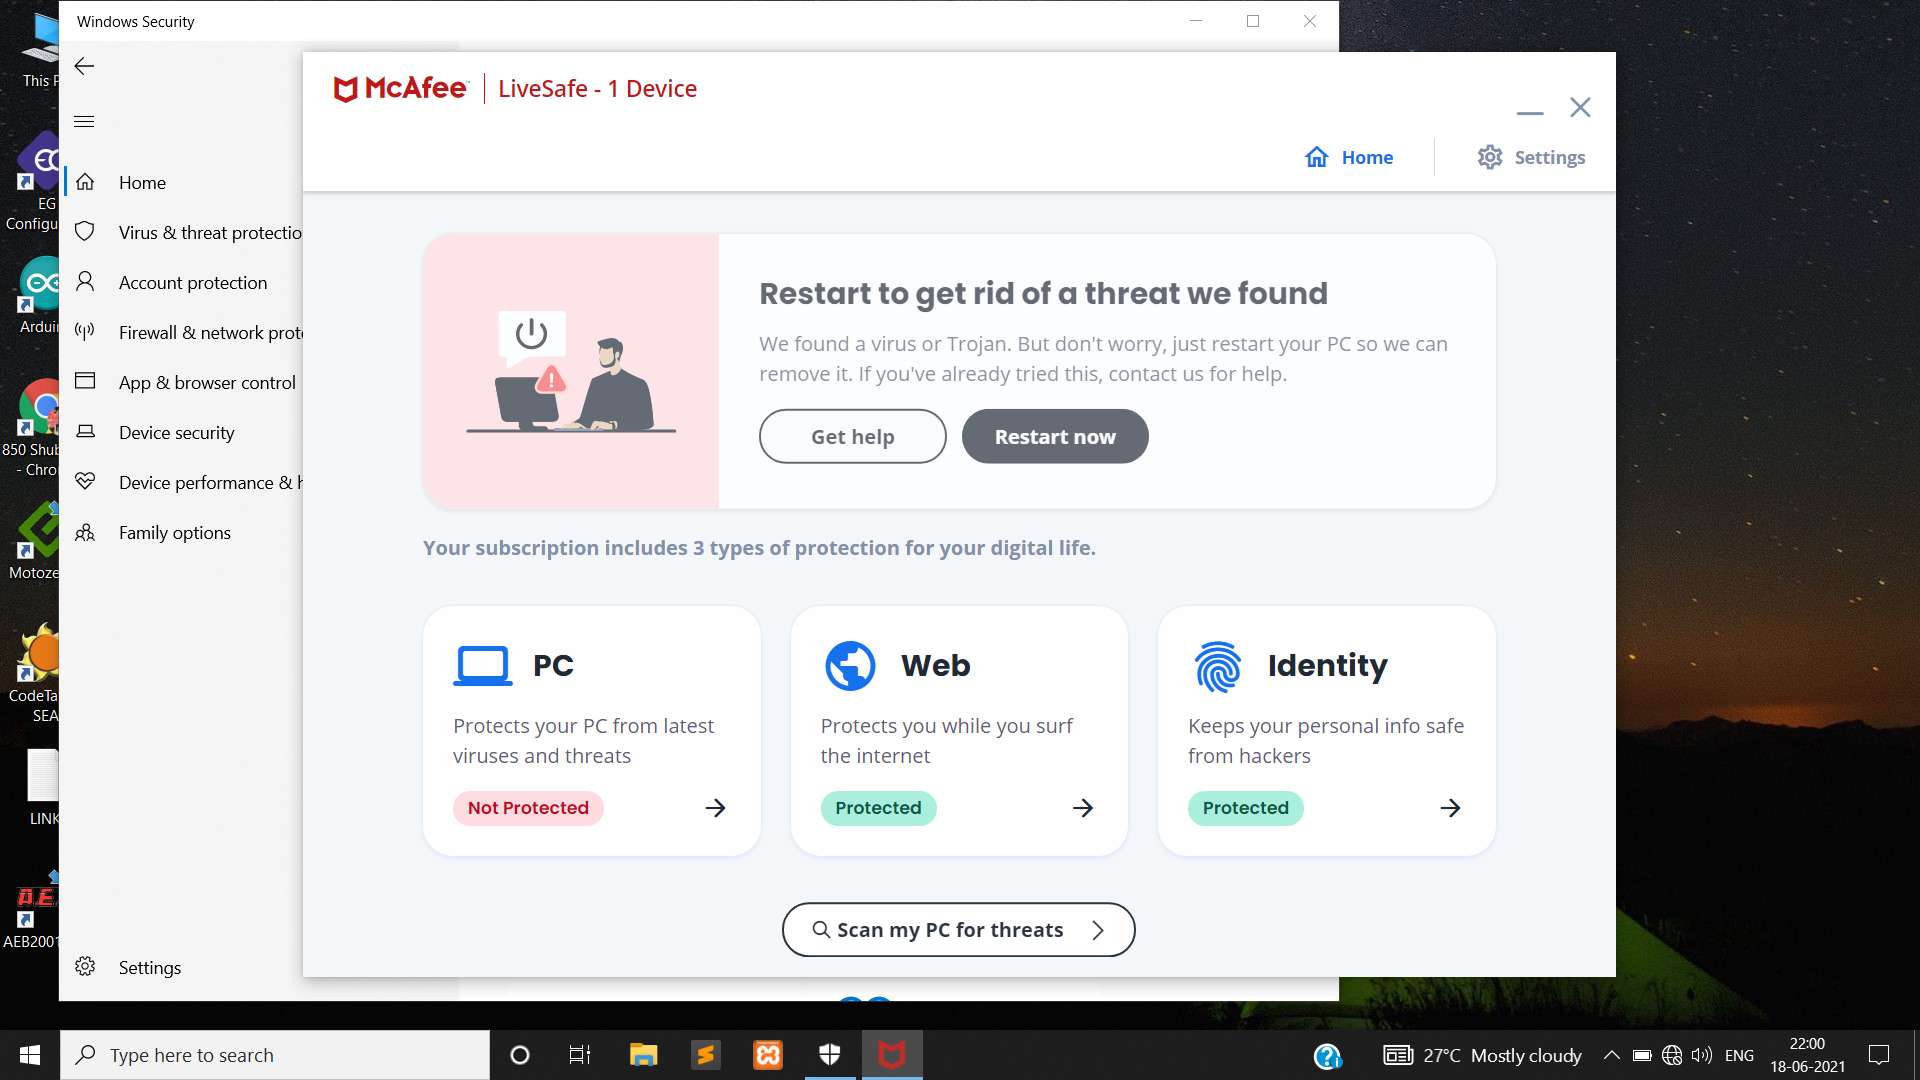 Windows Security
This P
EG
Configu
Arduin
850 Shub
- Chro
Motoze
CodeTa
SEA
LINK
AEB2001
Home
Virus & threat protectio
Account protection
Firewall & network prote
App & browser control
Device security
Device performance & h
Family options
Settings
McAfee LiveSafe - 1 Device
Home Settings
Restart to get rid of a threat we found
We found a virus or Trojan. But don't worry, just restart your PC so we can
remove it. If you've already tried this, contact us for help.
Get help Restart now
Your subscription includes 3 types of protection for your digital life.
PC
Protects your PC from latest
viruses and threats
Not Protected
Web
Protects you while you surf
the internet
Protected
Identity
Keeps your personal info safe
from hackers
Protected
Scan my PC for threats
Type here to search
27°C Mostly cloudy
ENG
22:00
18-06-2021